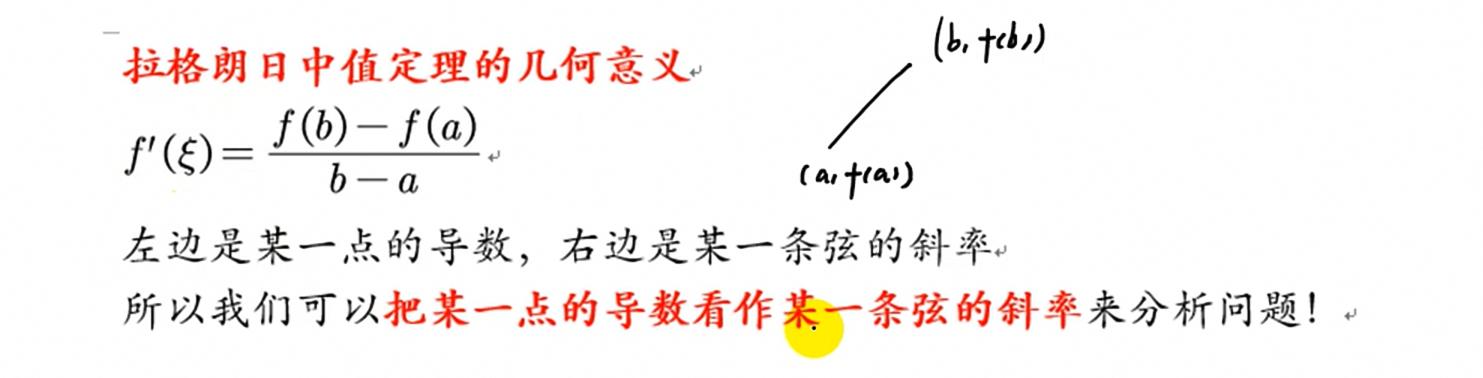 拉格朗日中值定理的几何意义
(b, f(b))
f′(ξ)=\frac{f(b)-f(a)}{b-a}
(a, f(a))
左边是某一点的导数，右边是某一条弦的斜率
所以我们可以把某一点的导数看作某一条弦的斜率来分析问题！